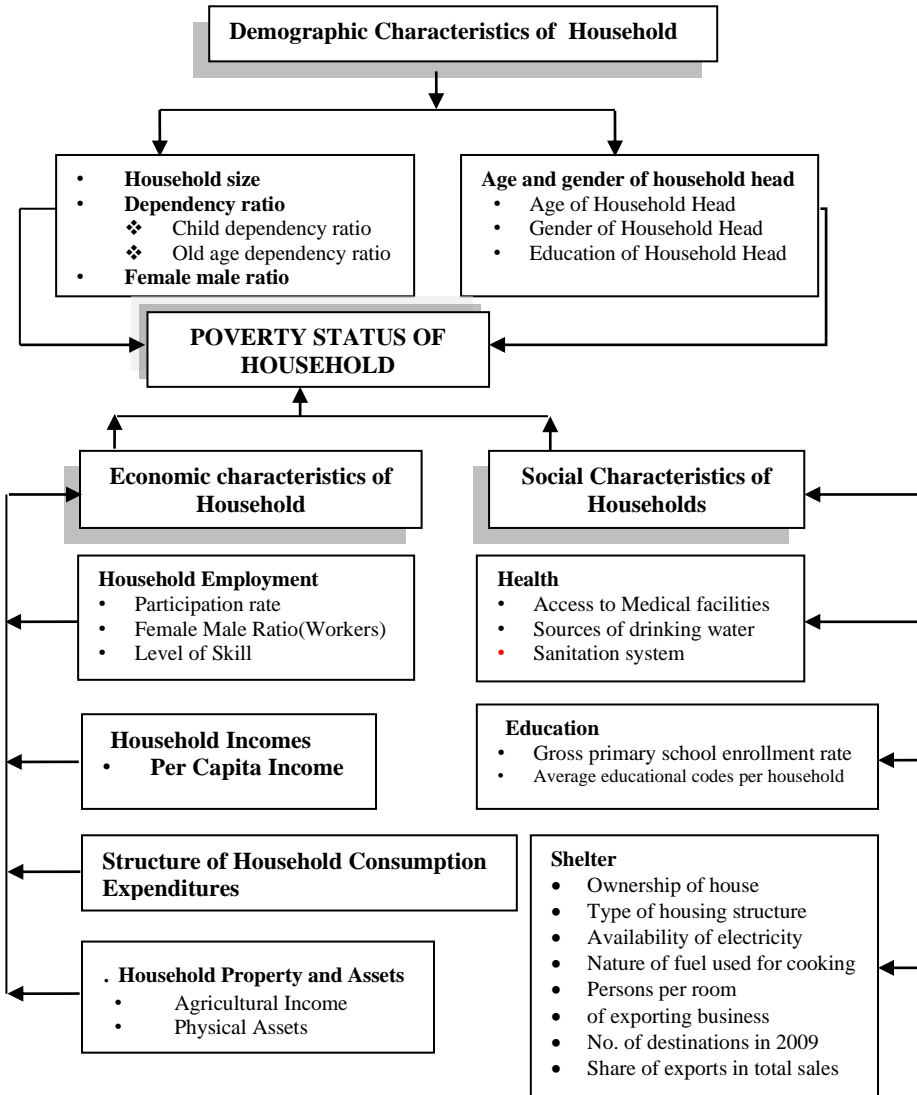 Demographic Characteristics of Household
• Household size
• Dependency ratio
❖ Child dependency ratio
❖ Old age dependency ratio
• Female male ratio
Age and gender of household head
• Age of Household Head
• Gender of Household Head
• Education of Household Head
POVERTY STATUS OF
HOUSEHOLD
Economic characteristics of
Household
Social Characteristics of
Households
Household Employment
• Participation rate
• Female Male Ratio(Workers)
• Level of Skill
Health
• Access to Medical facilities
• Sources of drinking water
• Sanitation system
Household Incomes
• Per Capita Income
Education
• Gross primary school enrollment rate
• Average educational codes per household
Structure of Household Consumption
Expenditures
Shelter
• Ownership of house
• Type of housing structure
• Availability of electricity
• Nature of fuel used for cooking
• Persons per room
• of exporting business
• No. of destinations in 2009
• Share of exports in total sales
. Household Property and Assets
• Agricultural Income
• Physical Assets